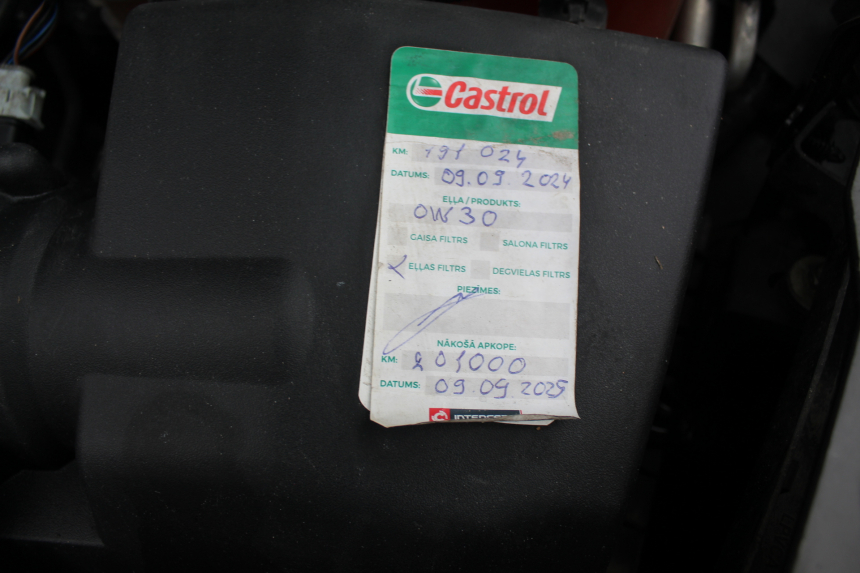 Castrol
KM: 191 024
DATUMS: 09.09.2024
EĻĻA / PRODUKTS:
0W30
GAISA FILTRS SALONA FILTRS
EĻĻAS FILTRS DEGVIELAS FILTRS
PIEZĪMES:
NĀKOŠĀ APKOPE:
KM: 201000
DATUMS: 09.09.2025